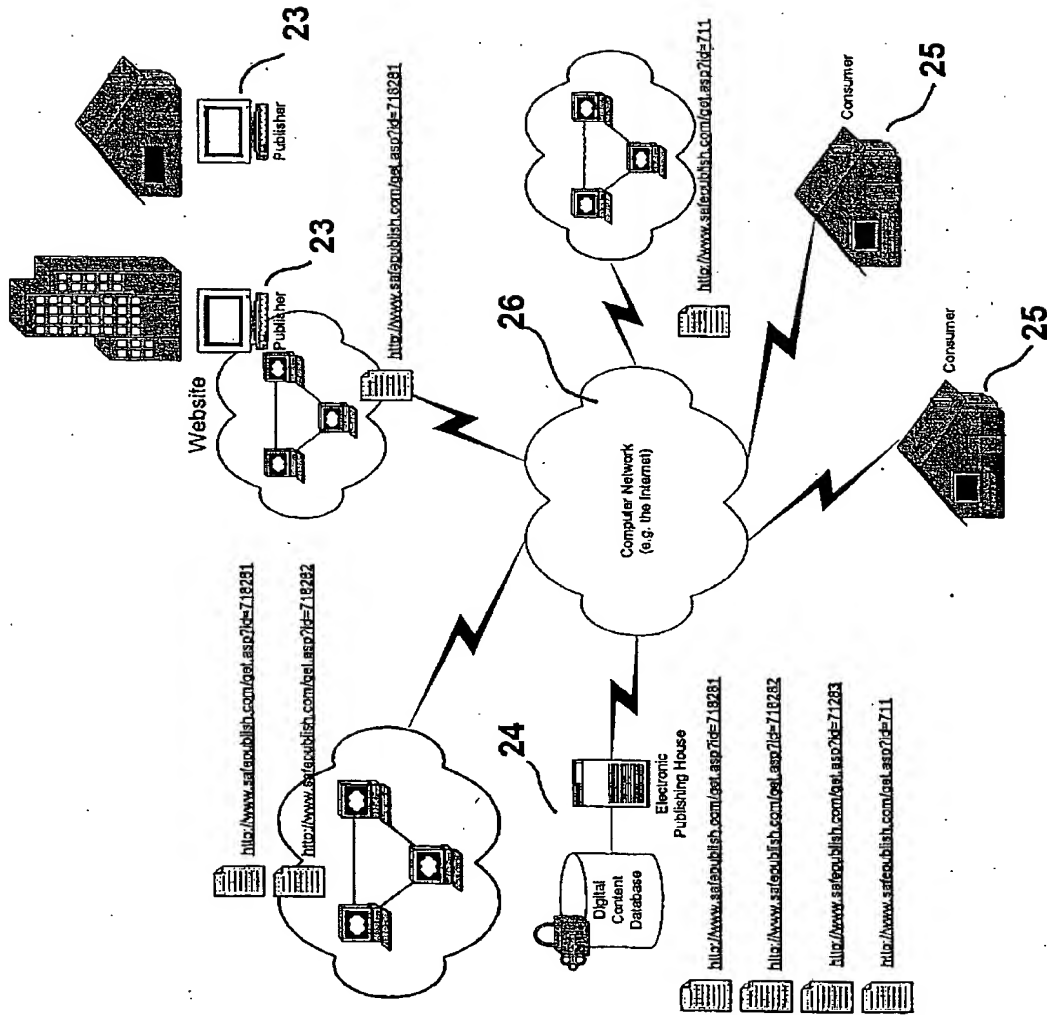 23
Publisher
23
Publisher
Website
http://www.safepublish.com/get.asp?id=718281
http://www.safepublish.com/get.asp?id=718281
http://www.safepublish.com/get.asp?id=718282
26
Computer Network
(e.g. the Internet)
http://www.safepublish.com/get.asp?id=711
24
Electronic
Publishing House
Digital
Content
Database
http://www.safepublish.com/get.asp?id=718281
http://www.safepublish.com/get.asp?id=718282
http://www.safepublish.com/get.asp?id=71283
http://www.safepublish.com/get.asp?id=711
Consumer
25
Consumer
25